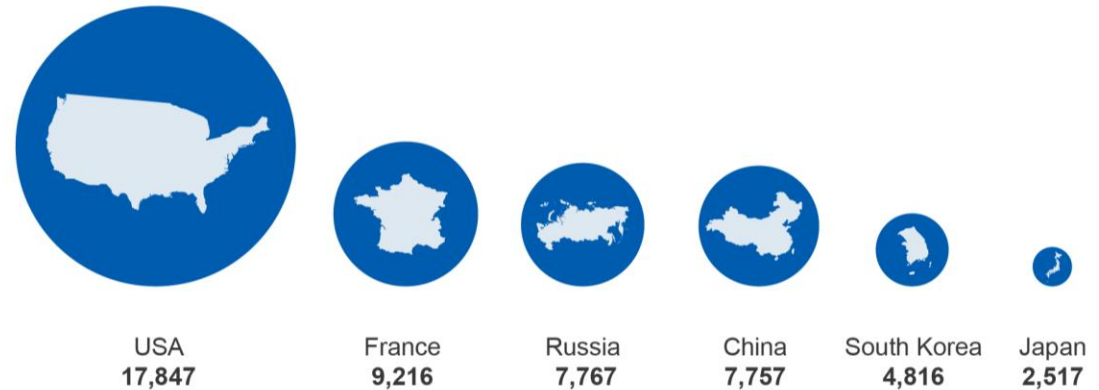 USA
17,847
France
9,216
Russia
7,767
China
7,757
South Korea
4,816
Japan
2,517